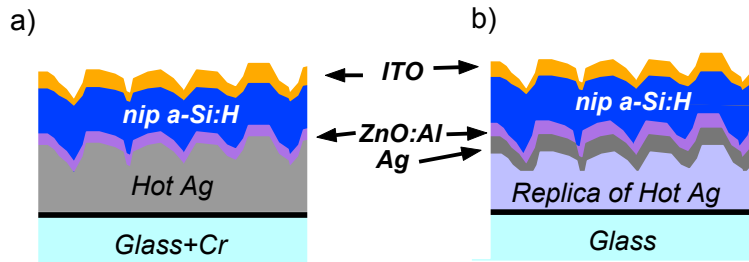 a)
b)
ITO
nip a-Si:H
nip a-Si:H
ZnO:Al
Ag
Hot Ag
Replica of Hot Ag
Glass+Cr
Glass